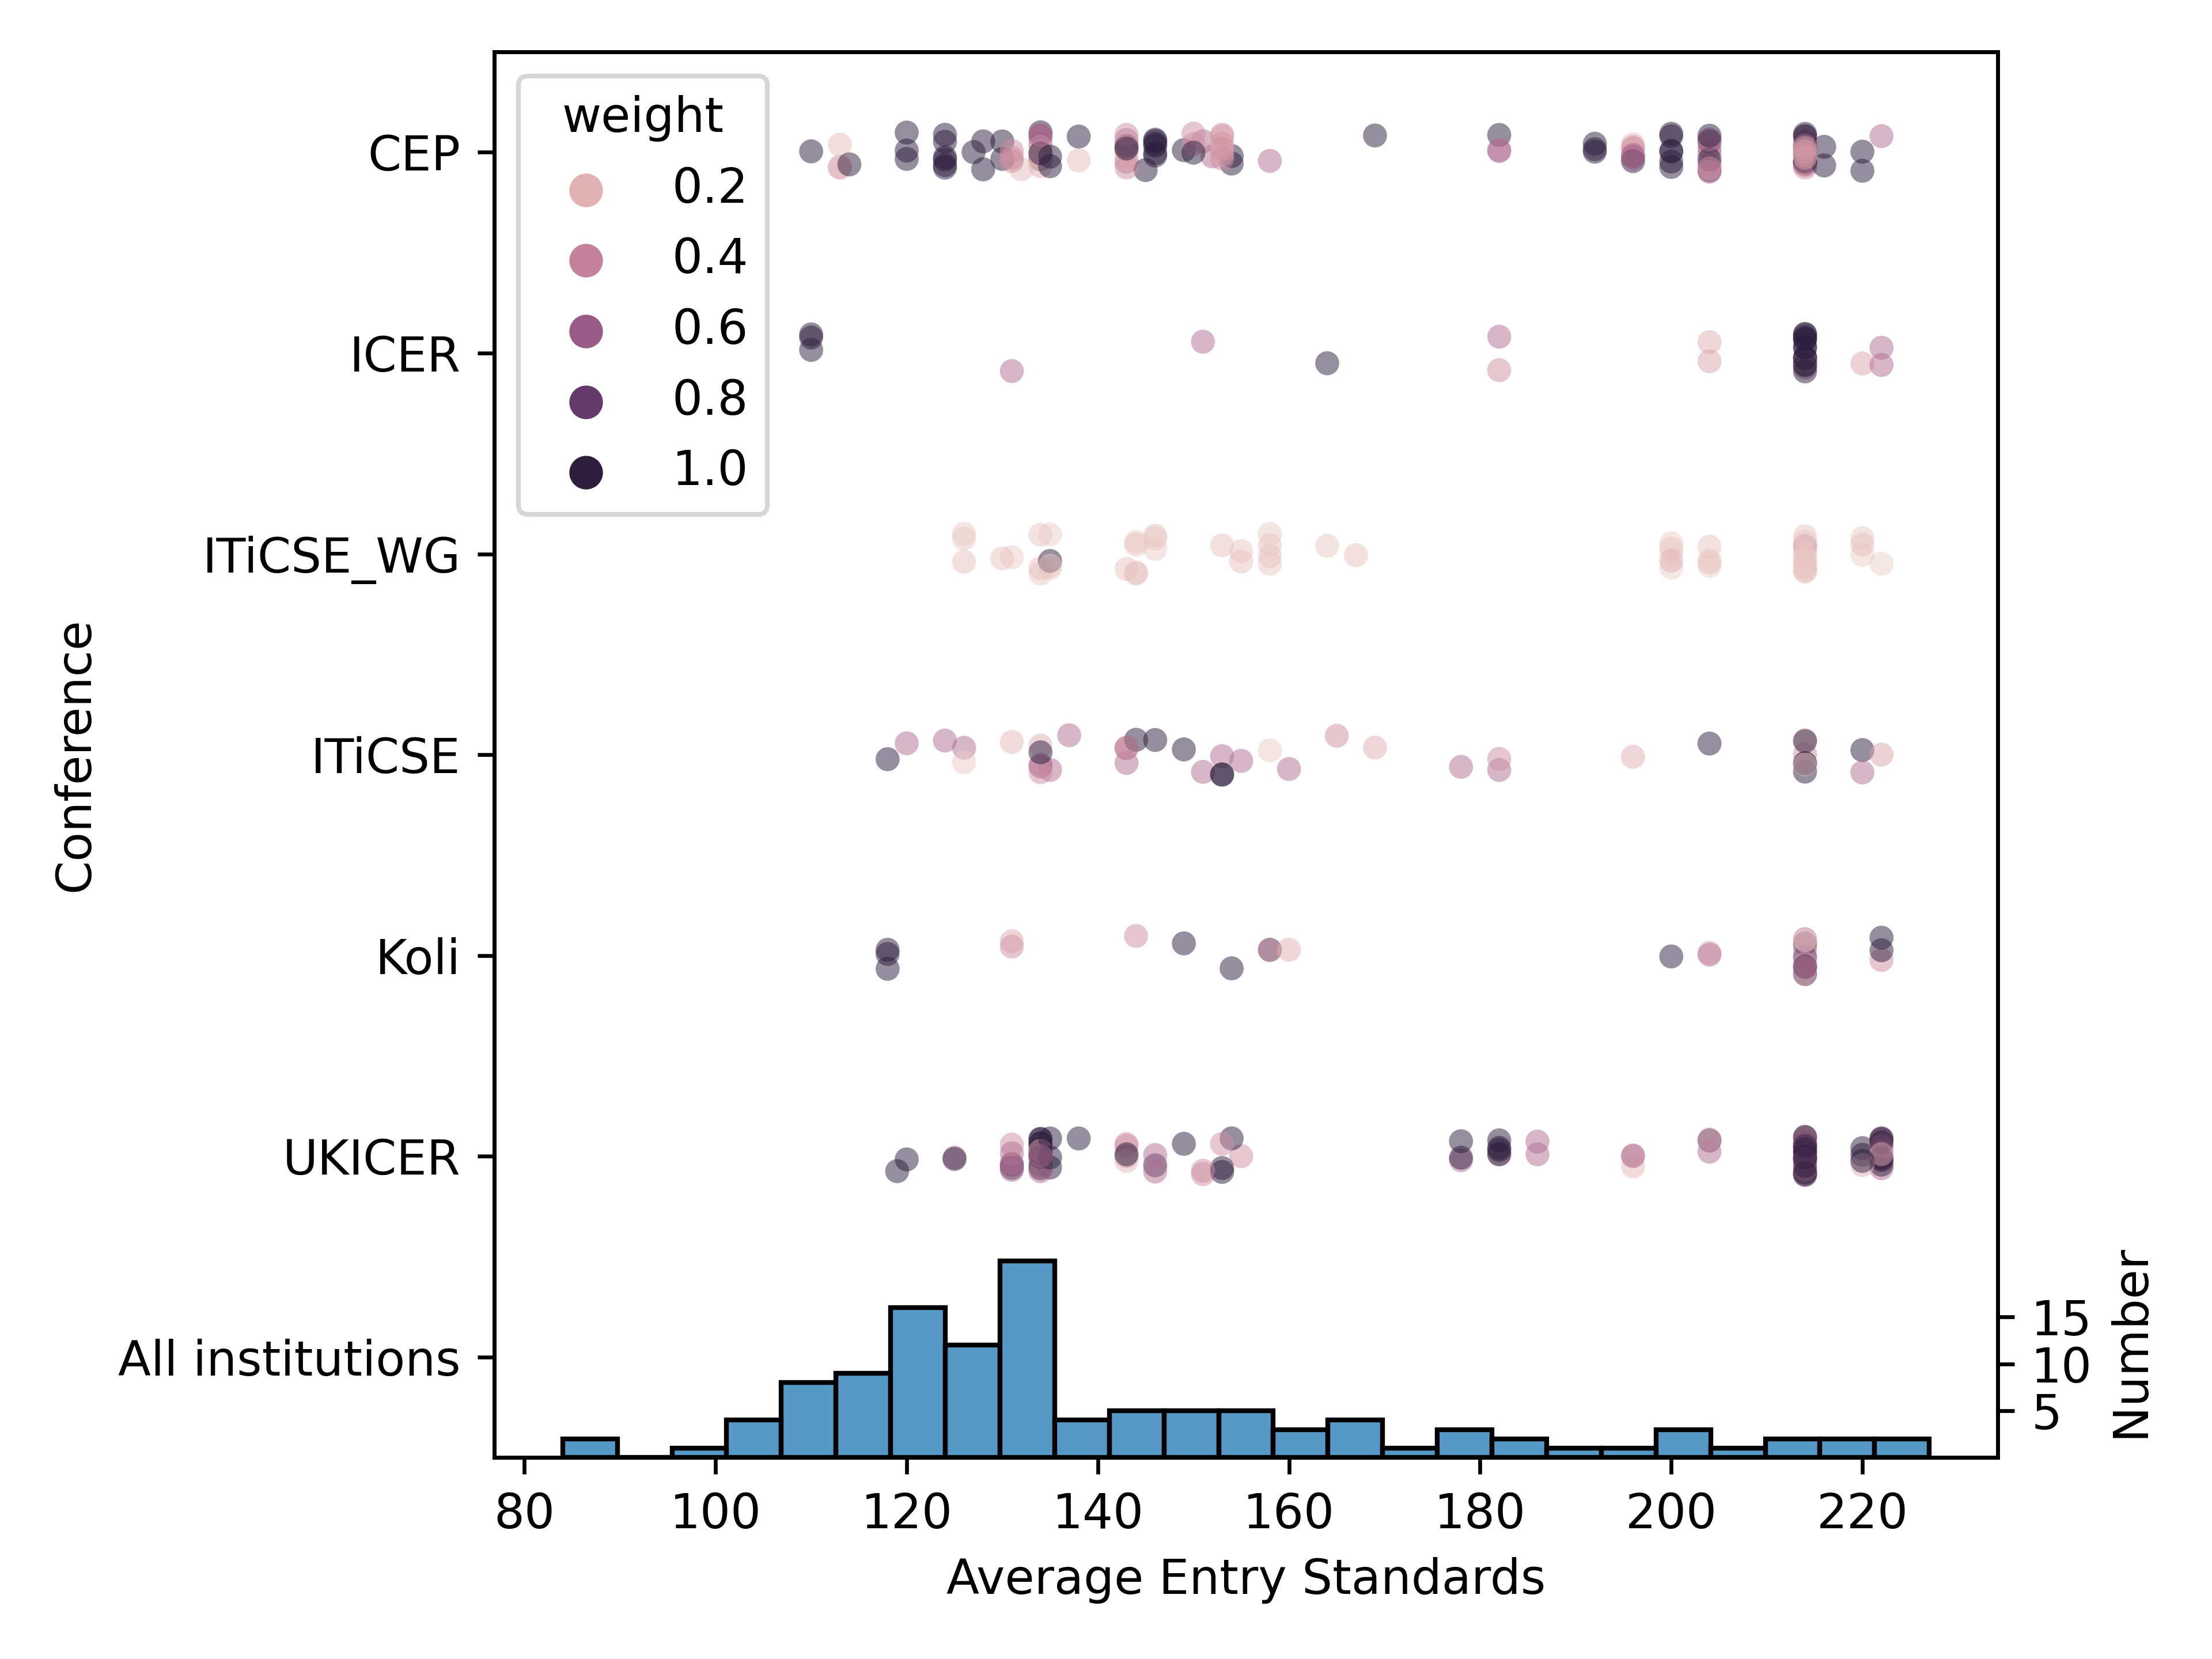 weight
0.2
0.4
0.6
0.8
1.0
CEP
ICER
ITiCSE_WG
ITiCSE
Koli
UKICER
All institutions
Conference
15
10
5
Number
80 100 120 140 160 180 200 220
Average Entry Standards